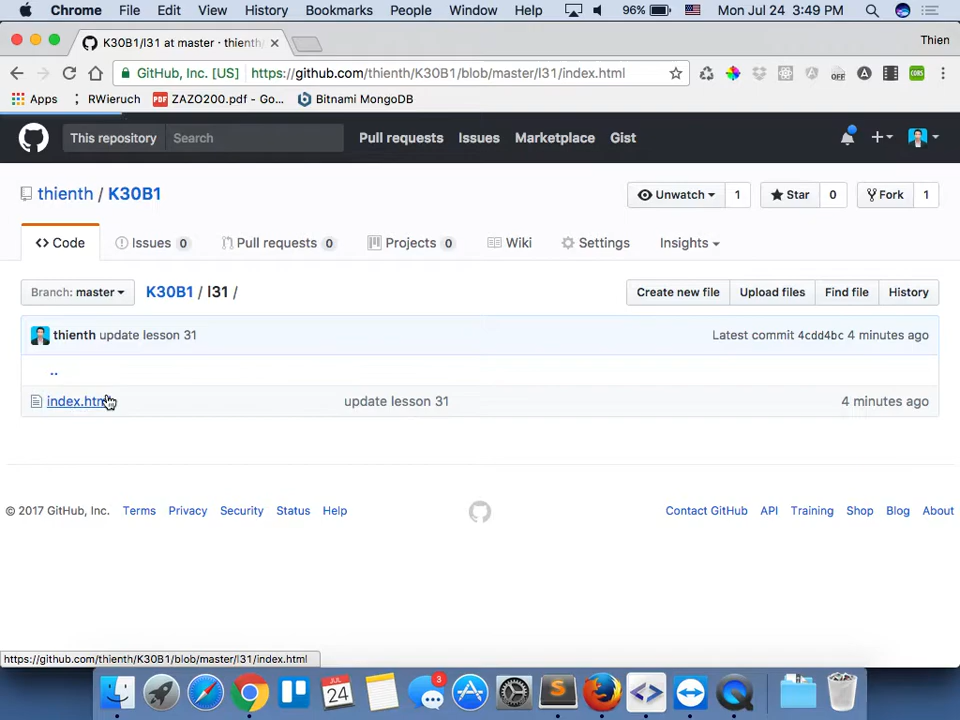 Chrome File Edit View History Bookmarks People Window Help 96% Mon Jul 24 3:49 PM
K30B1/l31 at master · thienth/ Thien
GitHub, Inc. [US] https://github.com/thienth/K30B1/blob/master/l31/index.html OFF CORS
Apps RWieruch PDF ZAZO200.pdf - Go... Bitnami MongoDB
This repository Search Pull requests Issues Marketplace Gist
thienth / K30B1 Unwatch 1 Star 0 Fork 1
Code Issues 0 Pull requests 0 Projects 0 Wiki Settings Insights
Branch: master K30B1 / l31 / Create new file Upload files Find file History
thienth update lesson 31 Latest commit 4cdd4bc 4 minutes ago
..
index.html update lesson 31 4 minutes ago
© 2017 GitHub, Inc. Terms Privacy Security Status Help Contact GitHub API Training Shop Blog About
https://github.com/thienth/K30B1/blob/master/l31/index.html
JUL 24 3